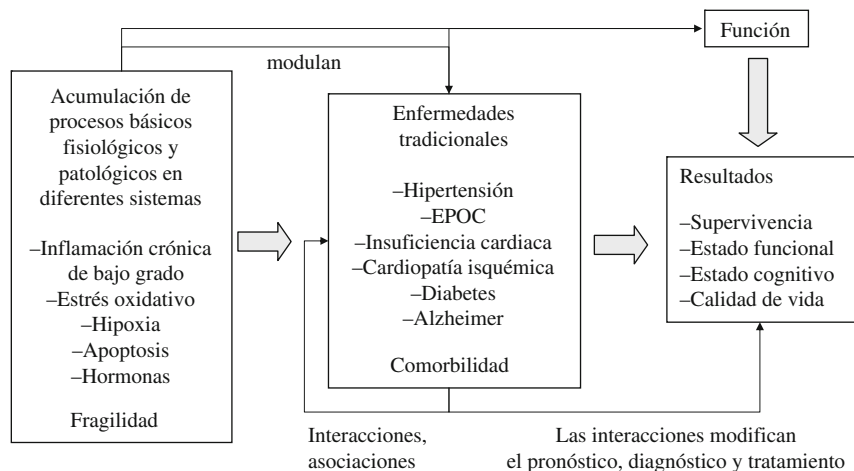 Función
modulan
Acumulación de
procesos básicos
fisiológicos y
patológicos en
diferentes sistemas
–Inflamación crónica
de bajo grado
–Estrés oxidativo
–Hipoxia
–Apoptosis
–Hormonas
Fragilidad
Enfermedades
tradicionales
–Hipertensión
–EPOC
–Insuficiencia cardiaca
–Cardiopatía isquémica
–Diabetes
–Alzheimer
Comorbilidad
Resultados
–Supervivencia
–Estado funcional
–Estado cognitivo
–Calidad de vida
Interacciones,
asociaciones
Las interacciones modifican
el pronóstico, diagnóstico y tratamiento